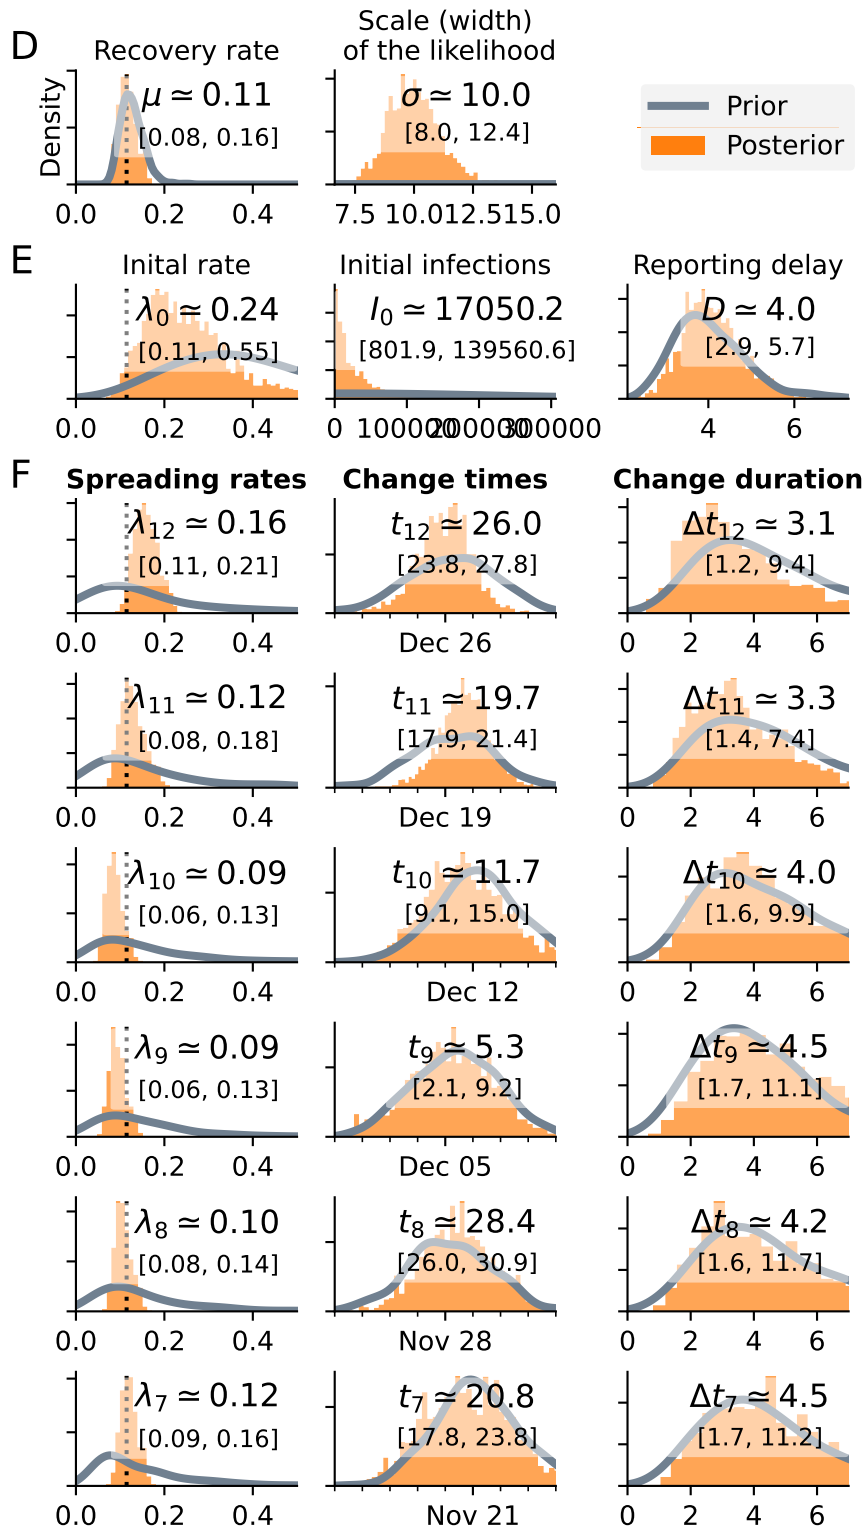 D
Recovery rate
Scale (width)
of the likelihood
Density
μ ≃ 0.11
[0.08, 0.16]
0.0 0.2 0.4
σ ≃ 10.0
[8.0, 12.4]
7.5 10.0 12.5 15.0
Prior
Posterior
E
Inital rate
λ0 ≃ 0.24
[0.11, 0.55]
0.0 0.2 0.4
Initial infections
I0 ≃ 17050.2
[801.9, 139560.6]
0 100000 200000 300000
Reporting delay
D ≃ 4.0
[2.9, 5.7]
4 6
F
Spreading rates
Change times
Change duration
λ12 ≃ 0.16
[0.11, 0.21]
0.0 0.2 0.4
t12 ≃ 26.0
[23.8, 27.8]
Dec 26
Δt12 ≃ 3.1
[1.2, 9.4]
0 2 4 6
λ11 ≃ 0.12
[0.08, 0.18]
0.0 0.2 0.4
t11 ≃ 19.7
[17.9, 21.4]
Dec 19
Δt11 ≃ 3.3
[1.4, 7.4]
0 2 4 6
λ10 ≃ 0.09
[0.06, 0.13]
0.0 0.2 0.4
t10 ≃ 11.7
[9.1, 15.0]
Dec 12
Δt10 ≃ 4.0
[1.6, 9.9]
0 2 4 6
λ9 ≃ 0.09
[0.06, 0.13]
0.0 0.2 0.4
t9 ≃ 5.3
[2.1, 9.2]
Dec 05
Δt9 ≃ 4.5
[1.7, 11.1]
0 2 4 6
λ8 ≃ 0.10
[0.08, 0.14]
0.0 0.2 0.4
t8 ≃ 28.4
[26.0, 30.9]
Nov 28
Δt8 ≃ 4.2
[1.6, 11.7]
0 2 4 6
λ7 ≃ 0.12
[0.09, 0.16]
0.0 0.2 0.4
t7 ≃ 20.8
[17.8, 23.8]
Nov 21
Δt7 ≃ 4.5
[1.7, 11.2]
0 2 4 6